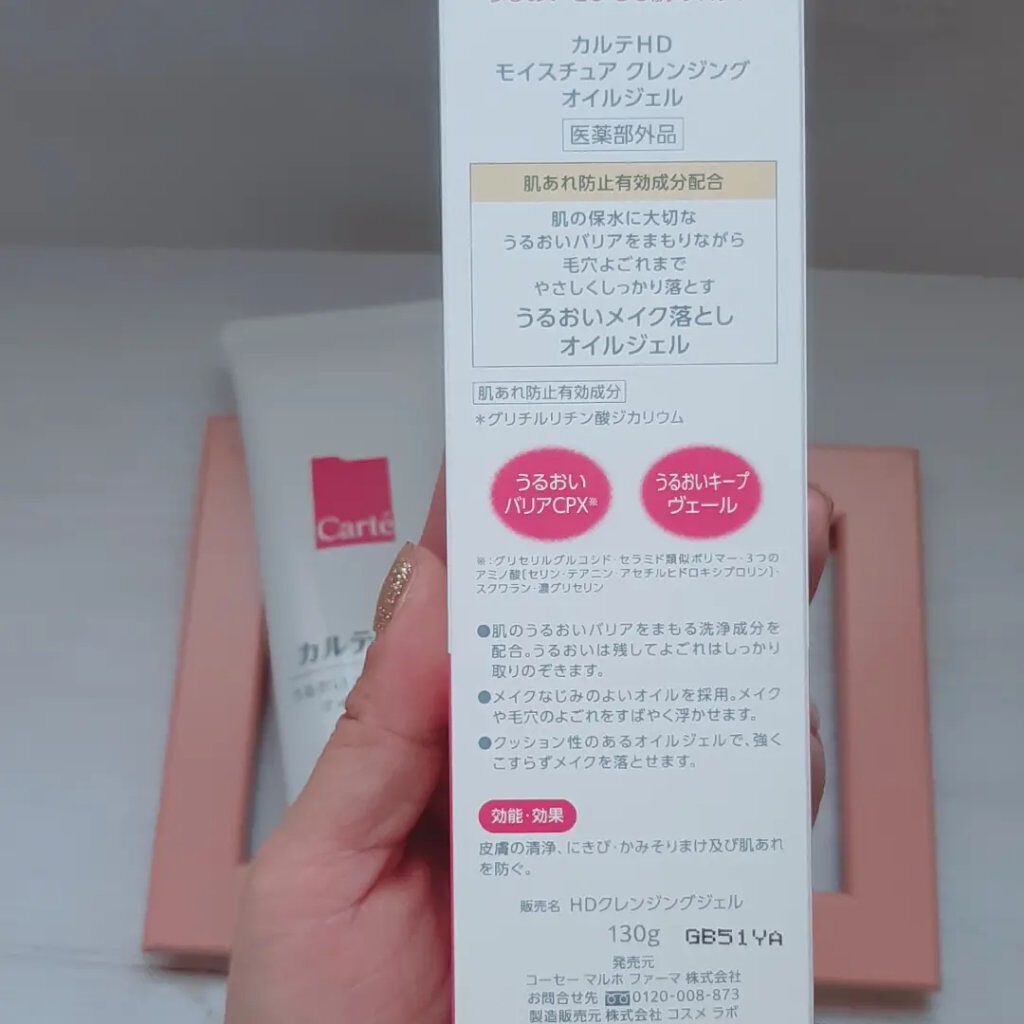 カルテHD
モイスチュア クレンジング
オイルジェル
医薬部外品
肌あれ防止有効成分配合
肌の保水に大切な
うるおいバリアをまもりながら
毛穴よごれまで
やさしくしっかり落とす
うるおいメイク落とし
オイルジェル
肌あれ防止有効成分
＊グリチルリチン酸ジカリウム
うるおい
バリアCPX※
うるおいキープ
ヴェール
※:グリセリルグルコシド・セラミド類似ポリマー・3つの
アミノ酸[セリン・テアニン・アセチルヒドロキシプロリン]・
スクワラン・濃グリセリン
●肌のうるおいバリアをまもる洗浄成分を
配合。うるおいは残してよごれはしっかり
取りのぞきます。
●メイクなじみのよいオイルを採用。メイク
や毛穴のよごれをすばやく浮かせます。
●クッション性のあるオイルジェルで、強く
こすらずメイクを落とせます。
効能・効果
皮膚の清浄、にきび・かみそりまけ及び肌あれ
を防ぐ。
販売名 HDクレンジングジェル
130g GB51YA
発売元
コーセー マルホ ファーマ 株式会社
お問合せ先 0120-008-873
製造販売元 株式会社 コスメ ラボ
Carté
カルテ